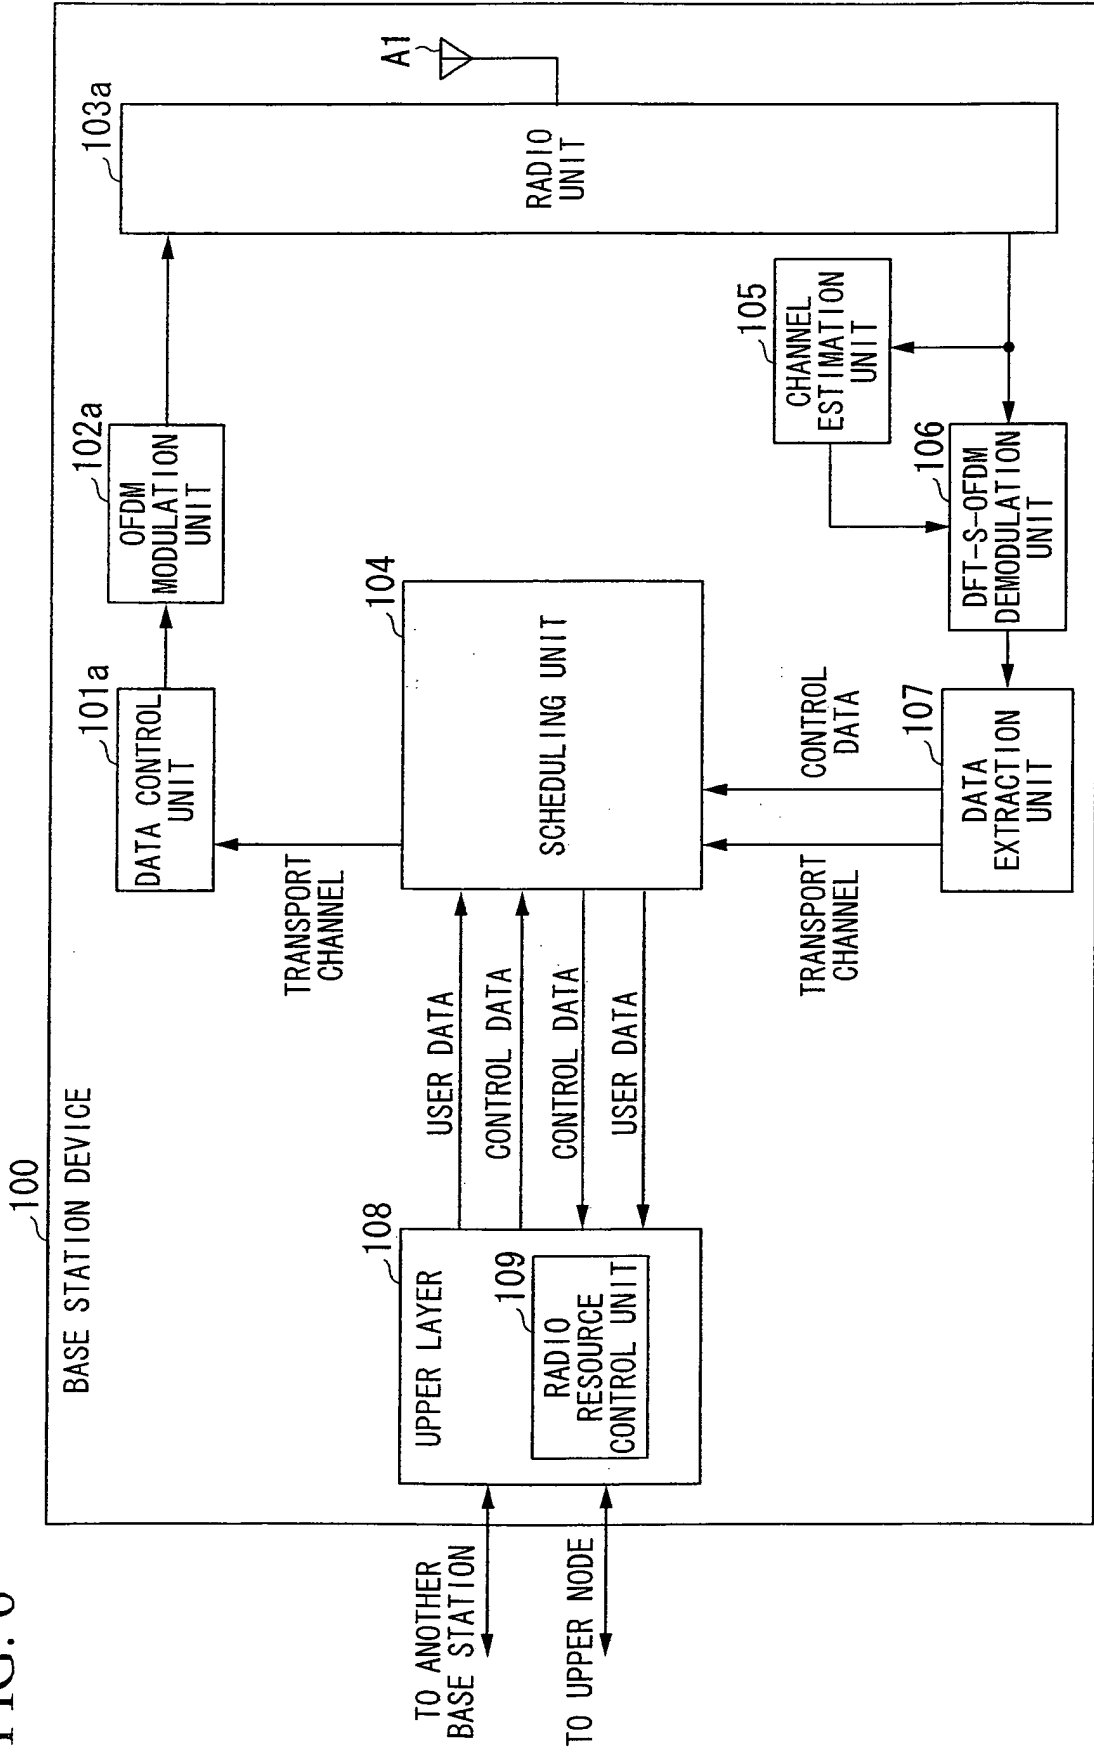 FIG. 6
100
BASE STATION DEVICE
101a
DATA CONTROL
UNIT
102a
OFDM
MODULATION
UNIT
103a
RADIO
UNIT
A1
TRANSPORT
CHANNEL
104
SCHEDULING UNIT
105
CHANNEL
ESTIMATION
UNIT
108
UPPER LAYER
109
RADIO
RESOURCE
CONTROL UNIT
USER DATA
CONTROL DATA
CONTROL DATA
USER DATA
TO ANOTHER
BASE STATION
TO UPPER NODE
TRANSPORT
CHANNEL
CONTROL
DATA
107
DATA
EXTRACTION
UNIT
106
DFT-S-OFDM
DEMODULATION
UNIT